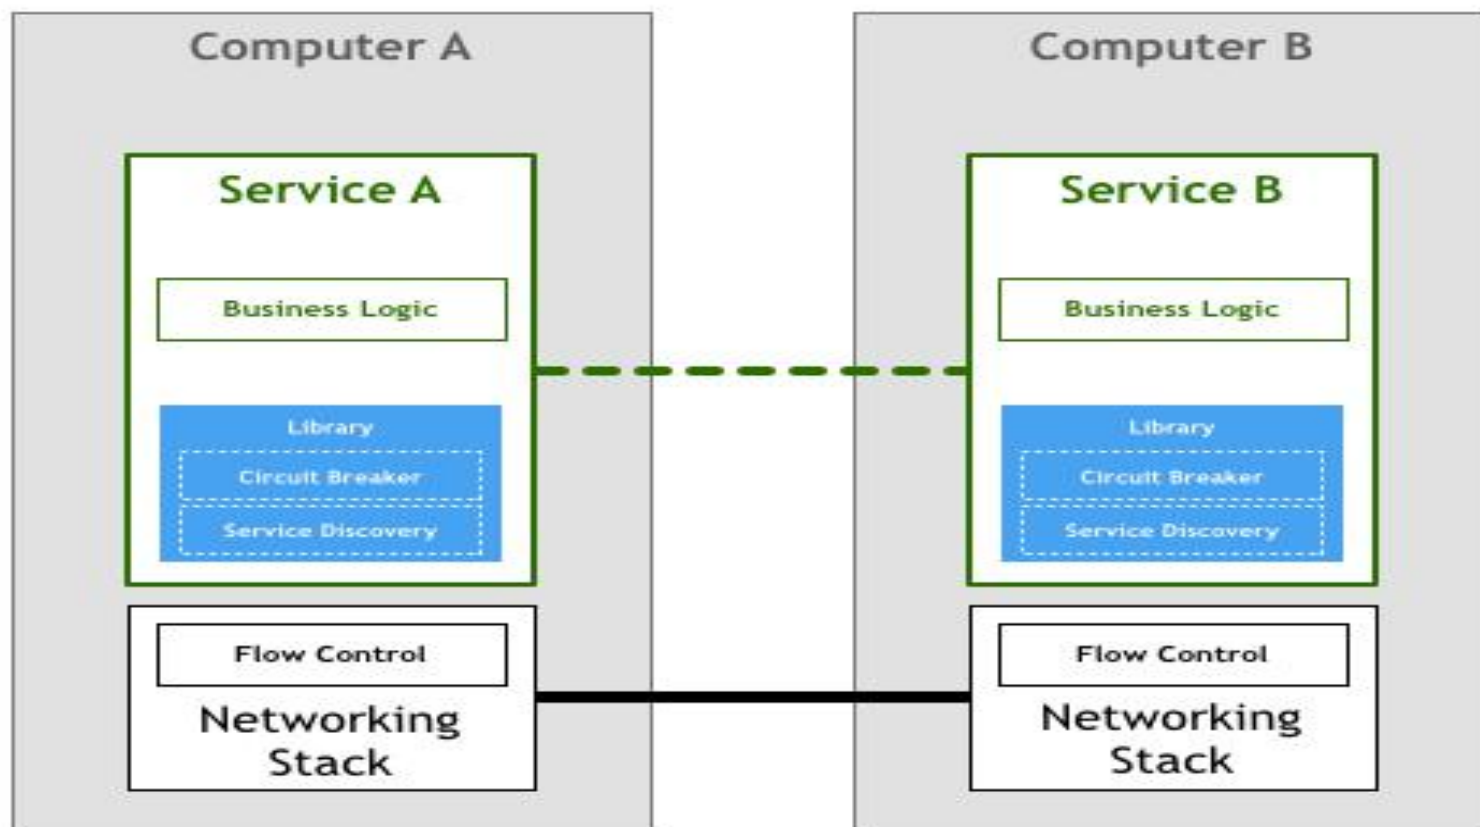 Computer A
Service A
Business Logic
Library
Circuit Breaker
Service Discovery
Flow Control
Networking
Stack
Computer B
Service B
Business Logic
Library
Circuit Breaker
Service Discovery
Flow Control
Networking
Stack